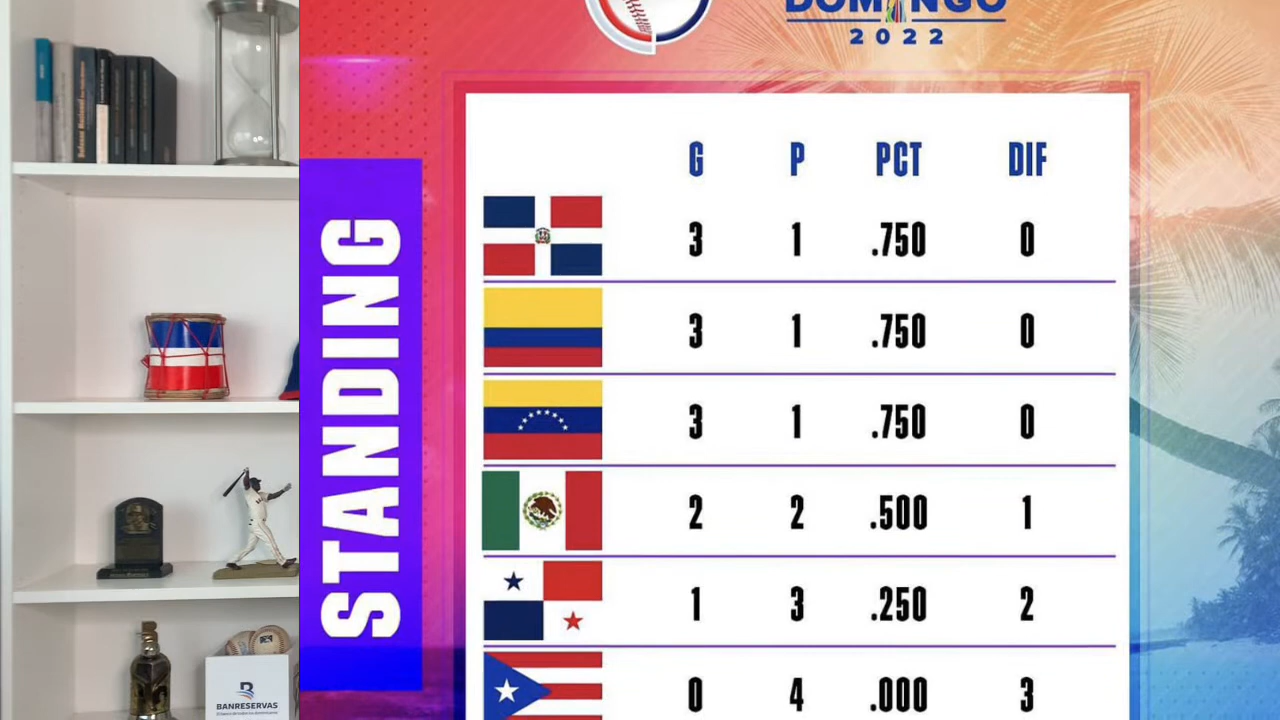 DOMINGO
2022
STANDING
G P PCT DIF
3 1 .750 0
3 1 .750 0
3 1 .750 0
2 2 .500 1
1 3 .250 2
0 4 .000 3
BANRESERVAS